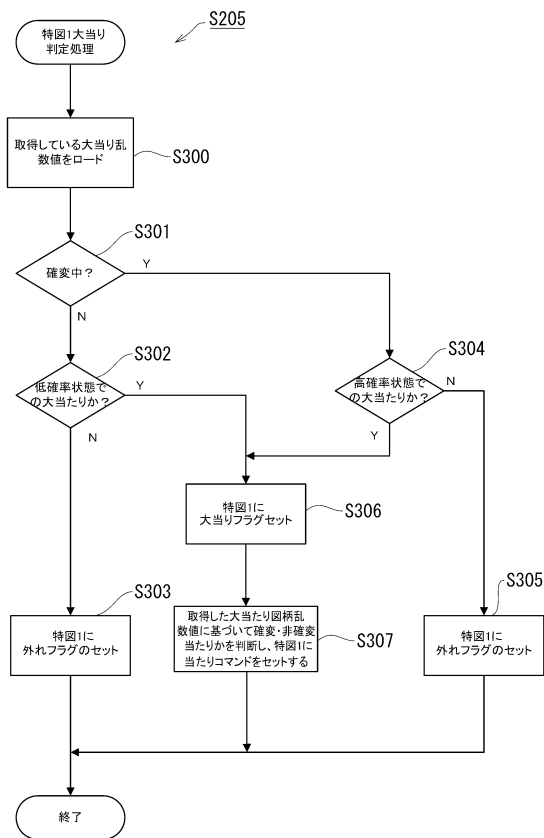 S205
特図1大当り
判定処理
取得している大当り乱
数値をロード
S300
S301
確変中？
Y
N
S302
低確率状態で
の大当たりか？
Y
N
S304
高確率状態で
の大当たりか？
N
Y
特図1に
大当りフラグセット
S306
S303
特図1に
外れフラグのセット
取得した大当たり図柄乱
数値に基づいて確変・非確変
当たりかを判断し、特図1に
当たりコマンドをセットする
S307
S305
特図1に
外れフラグのセット
終了